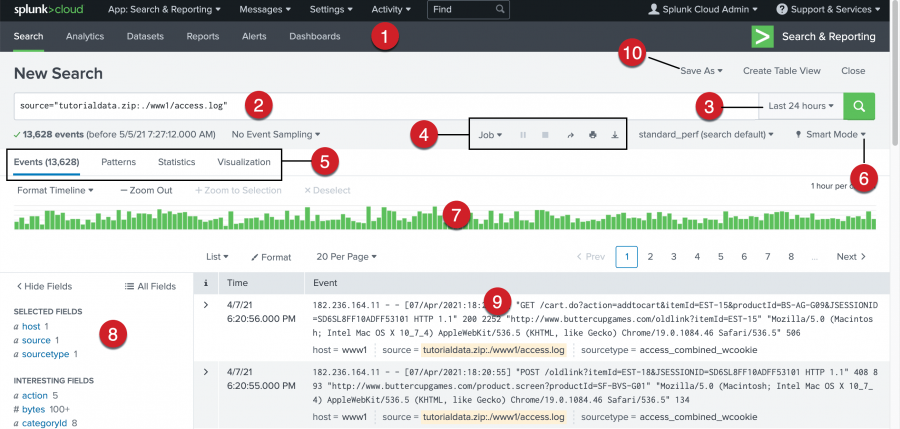 splunk>cloud App: Search & Reporting Messages Settings Activity Find Splunk Cloud Admin Support & Services
Search Analytics Datasets Reports Alerts Dashboards 1 > Search & Reporting
10
New Search Save As Create Table View Close
source="tutorialdata.zip:./www1/access.log" 2 3 Last 24 hours
13,628 events (before 5/5/21 7:27:12.000 AM) No Event Sampling 4 Job standard_perf (search default) Smart Mode
Events (13,628) Patterns Statistics Visualization 5 6
Format Timeline — Zoom Out + Zoom to Selection × Deselect 1 hour per
7
List Format 20 Per Page < Prev 1 2 3 4 5 6 7 8 ... Next >
< Hide Fields All Fields i Time Event
SELECTED FIELDS
a host 1
a source 1
a sourcetype 1
8
INTERESTING FIELDS
a action 5
# bytes 100+
a categoryId 8
> 4/7/21 182.236.164.11 - - [07/Apr/2021:18:2 9 "GET /cart.do?action=addtocart&itemId=EST-15&productId=BS-AG-G09&JSESSIONID
6:20:56.000 PM =SD6SL8FF10ADFF53101 HTTP 1.1" 200 2252 "http://www.buttercupgames.com/oldlink?itemId=EST-15" "Mozilla/5.0 (Macintos
h; Intel Mac OS X 10_7_4) AppleWebKit/536.5 (KHTML, like Gecko) Chrome/19.0.1084.46 Safari/536.5" 506
host = www1 source = tutorialdata.zip:/www1/access.log sourcetype = access_combined_wcookie
> 4/7/21 182.236.164.11 - - [07/Apr/2021:18:20:55] "POST /oldlink?itemId=EST-18&JSESSIONID=SD6SL8FF10ADFF53101 HTTP 1.1" 408 8
6:20:55.000 PM 93 "http://www.buttercupgames.com/product.screen?productId=SF-BVS-G01" "Mozilla/5.0 (Macintosh; Intel Mac OS X 10_7_
4) AppleWebKit/536.5 (KHTML, like Gecko) Chrome/19.0.1084.46 Safari/536.5" 134
host = www1 source = tutorialdata.zip:/www1/access.log sourcetype = access_combined_wcookie